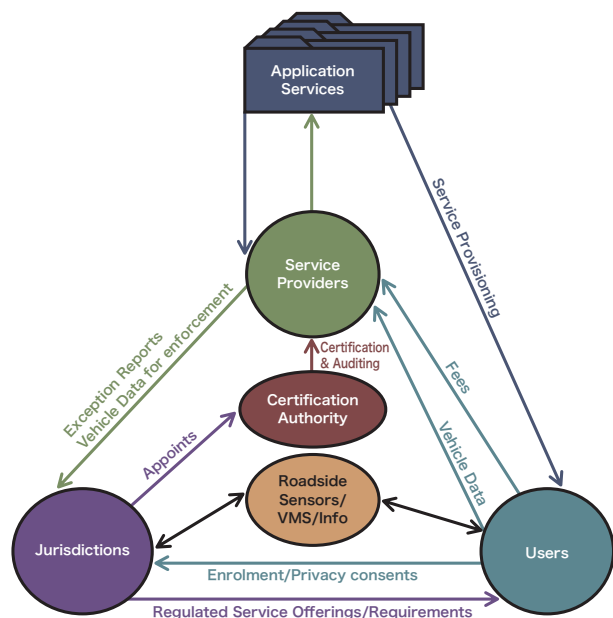 Application
Services
Service Provisioning
Service
Providers
Exception Reports
Vehicle Data for enforcement
Certification
& Auditing
Fees
Certification
Authority
Appoints
Vehicle Data
Roadside
Sensors/
VMS/Info
Jurisdictions
Users
Enrolment/Privacy consents
Regulated Service Offerings/Requirements